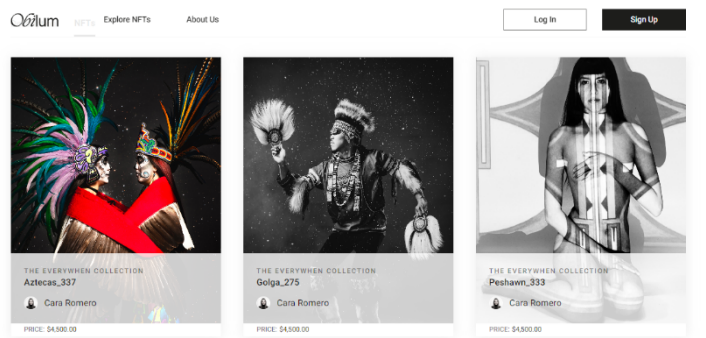 Obilum
NFTs
Explore NFTs
About Us
Log In
Sign Up
THE EVERYWHEN COLLECTION
Aztecas_337
Cara Romero
PRICE: $4,500.00
THE EVERYWHEN COLLECTION
Golga_275
Cara Romero
PRICE: $4,500.00
THE EVERYWHEN COLLECTION
Peshawn_333
Cara Romero
PRICE: $4,500.00